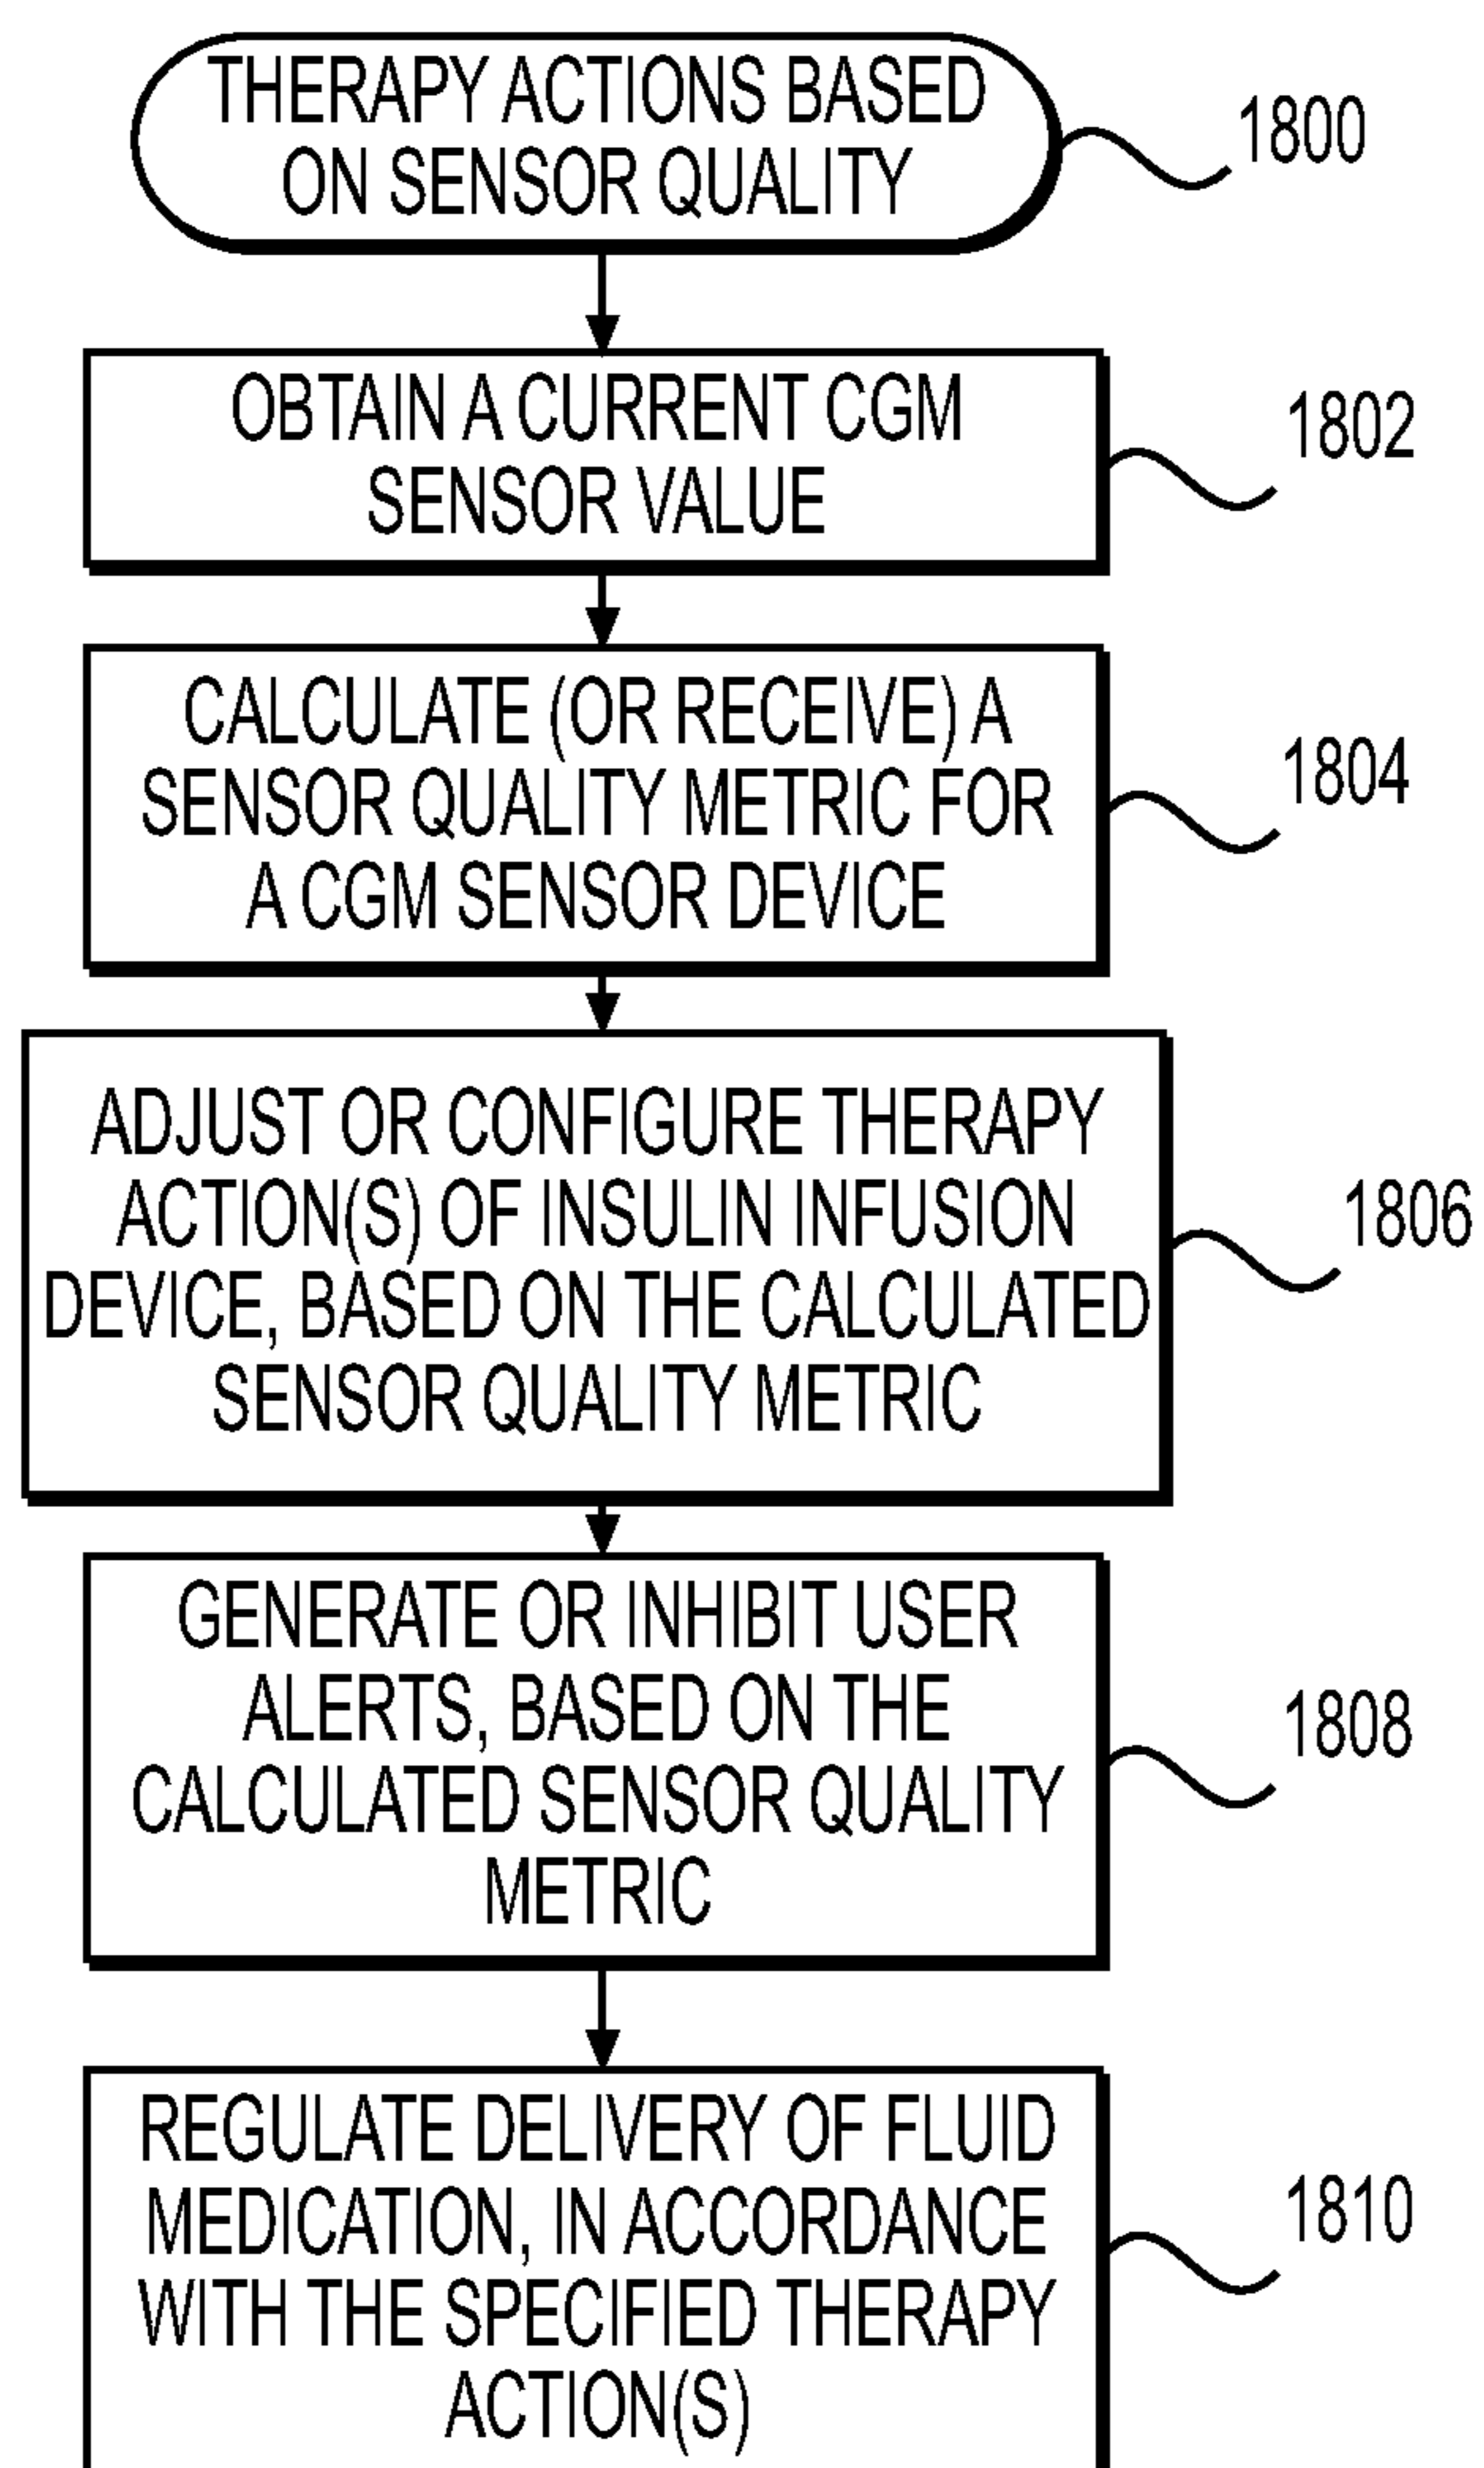 THERAPY ACTIONS BASED
ON SENSOR QUALITY
1800
OBTAIN A CURRENT CGM
SENSOR VALUE
1802
CALCULATE (OR RECEIVE) A
SENSOR QUALITY METRIC FOR
A CGM SENSOR DEVICE
1804
ADJUST OR CONFIGURE THERAPY
ACTION(S) OF INSULIN INFUSION
DEVICE, BASED ON THE CALCULATED
SENSOR QUALITY METRIC
1806
GENERATE OR INHIBIT USER
ALERTS, BASED ON THE
CALCULATED SENSOR QUALITY
METRIC
1808
REGULATE DELIVERY OF FLUID
MEDICATION, IN ACCORDANCE
WITH THE SPECIFIED THERAPY
ACTION(S)
1810